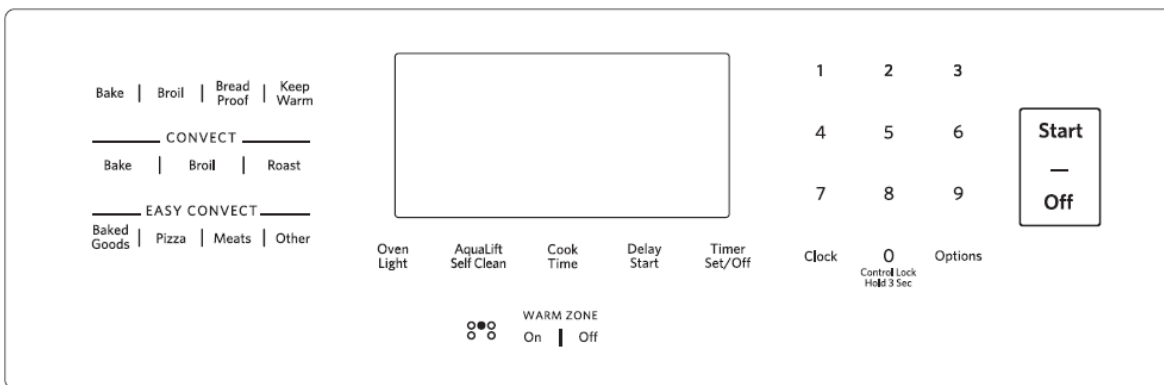 Bake | Broil | Bread Proof | Keep Warm
CONVECT
Bake | Broil | Roast
EASY CONVECT
Baked Goods | Pizza | Meats | Other
Oven Light
AquaLift Self Clean
Cook Time
Delay Start
Timer Set/Off
WARM ZONE
On | Off
1 2 3
4 5 6
7 8 9
Clock 0 Options
Control Lock
Hold 3 Sec
Start
—
Off